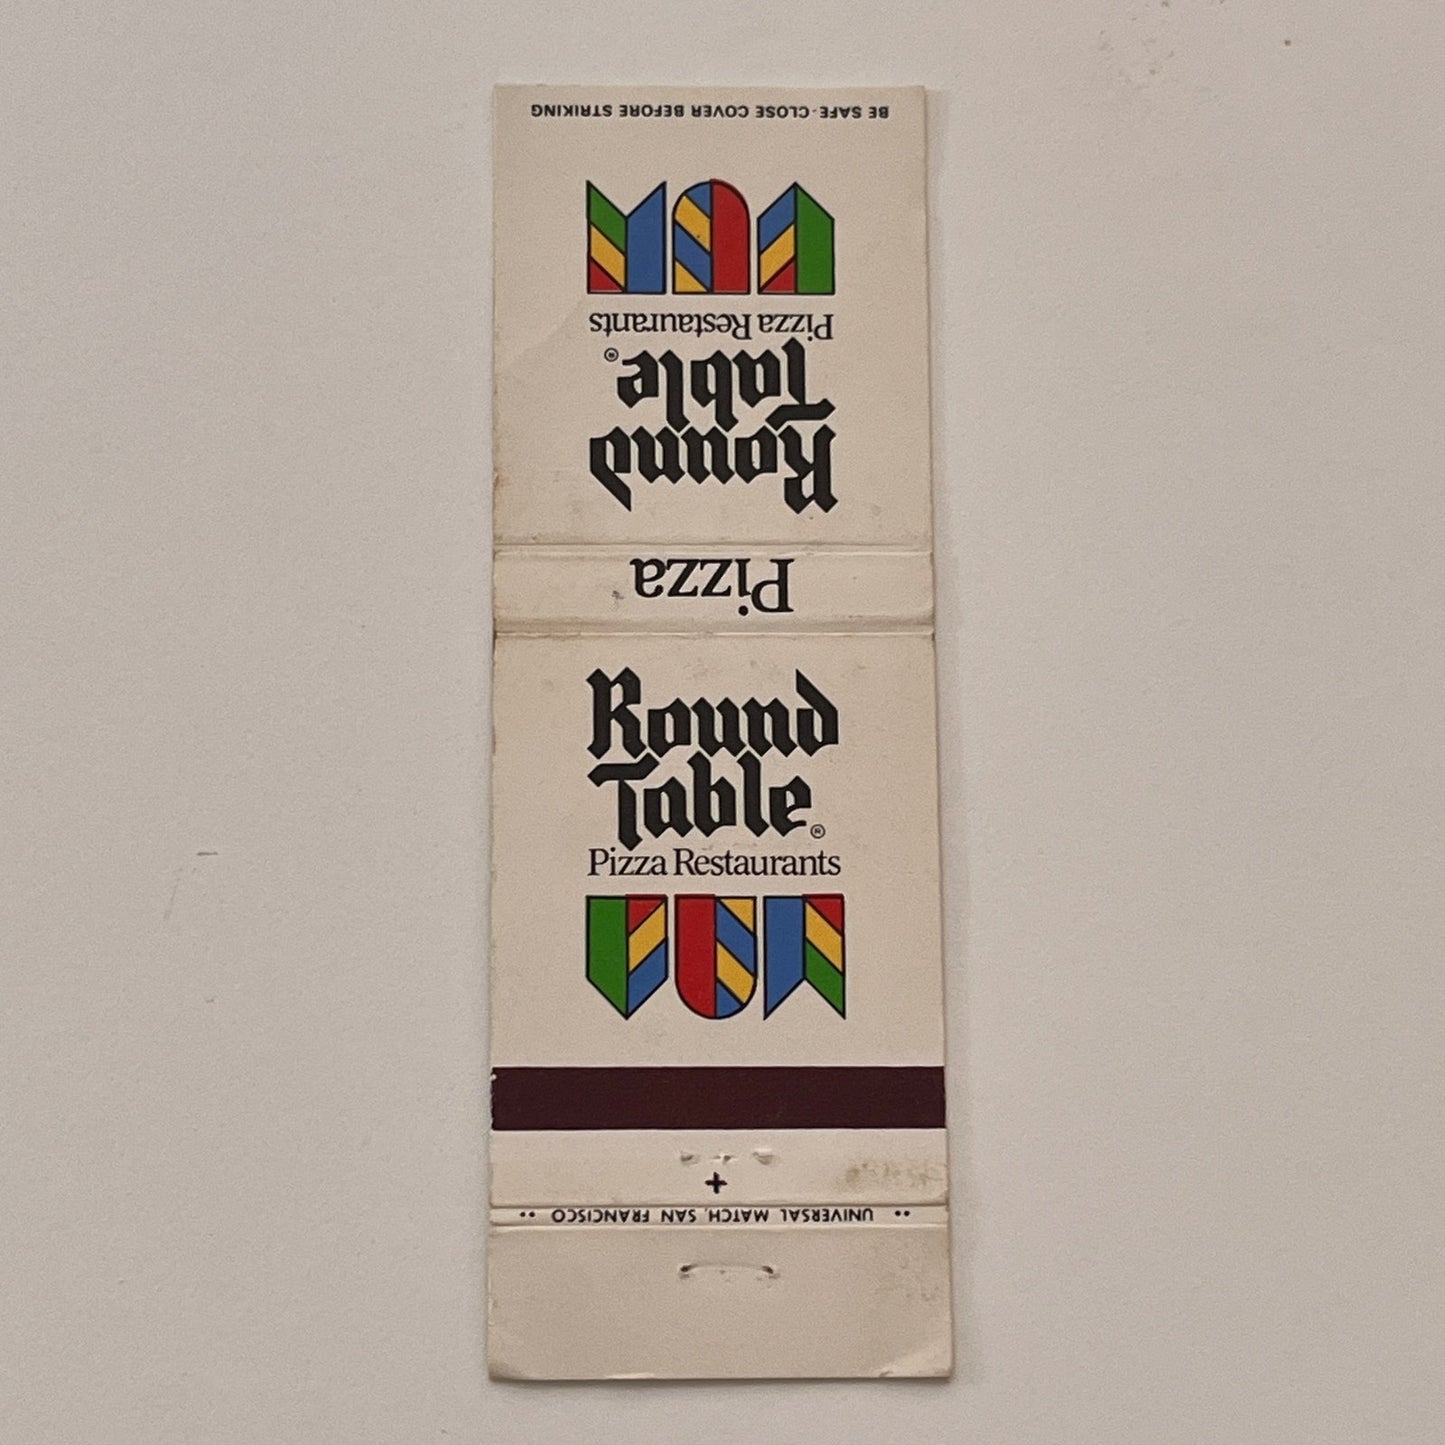 BE SAFE - CLOSE COVER BEFORE STRIKING
Pizza Restaurants
Round
Table®
Pizza
Round
Table®
Pizza Restaurants
+
•• UNIVERSAL MATCH, SAN FRANCISCO ••